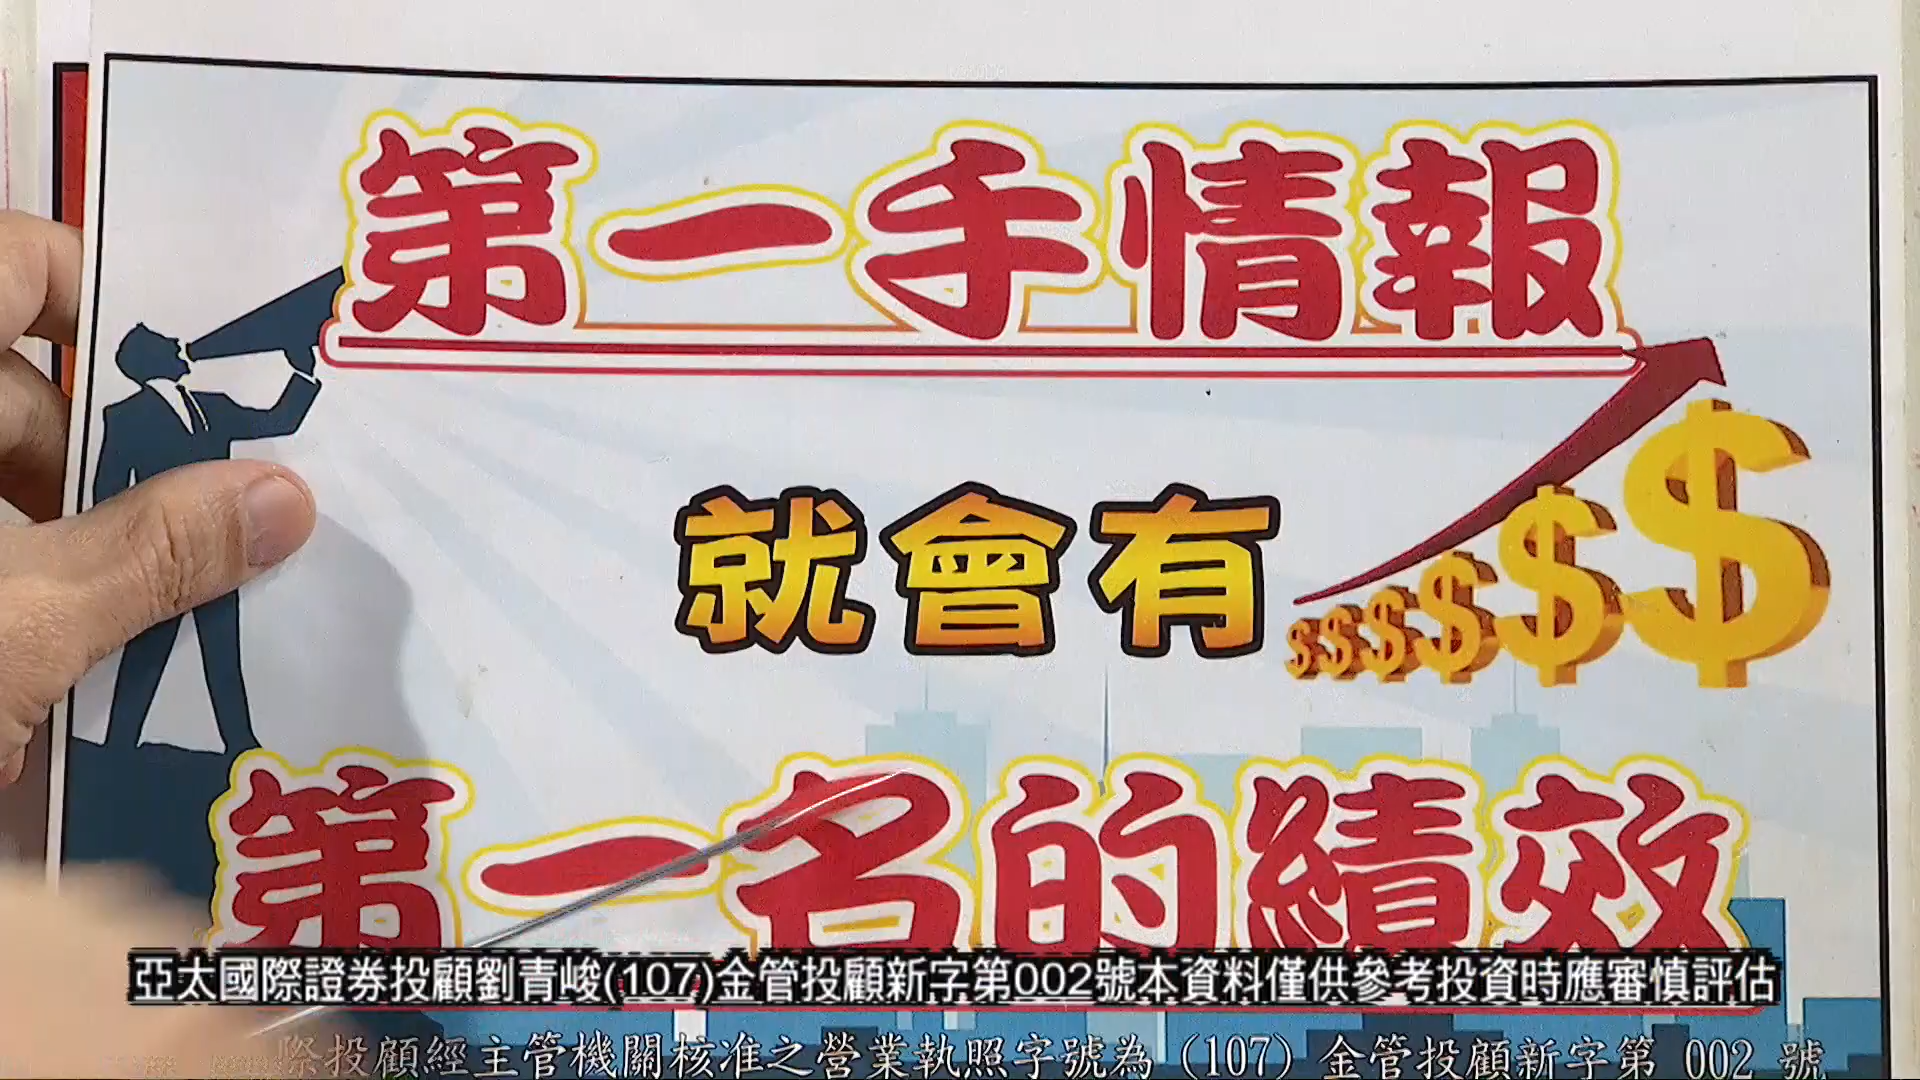 第一手情報
就會有
$$$$$$
第一名的績效
亞太國際證券投顧劉青峻(107)金管投顧新字第002號本資料僅供參考投資時應審慎評估
際投顧經主管機關核准之營業執照字號為 (107) 金管投顧新字第 002 號